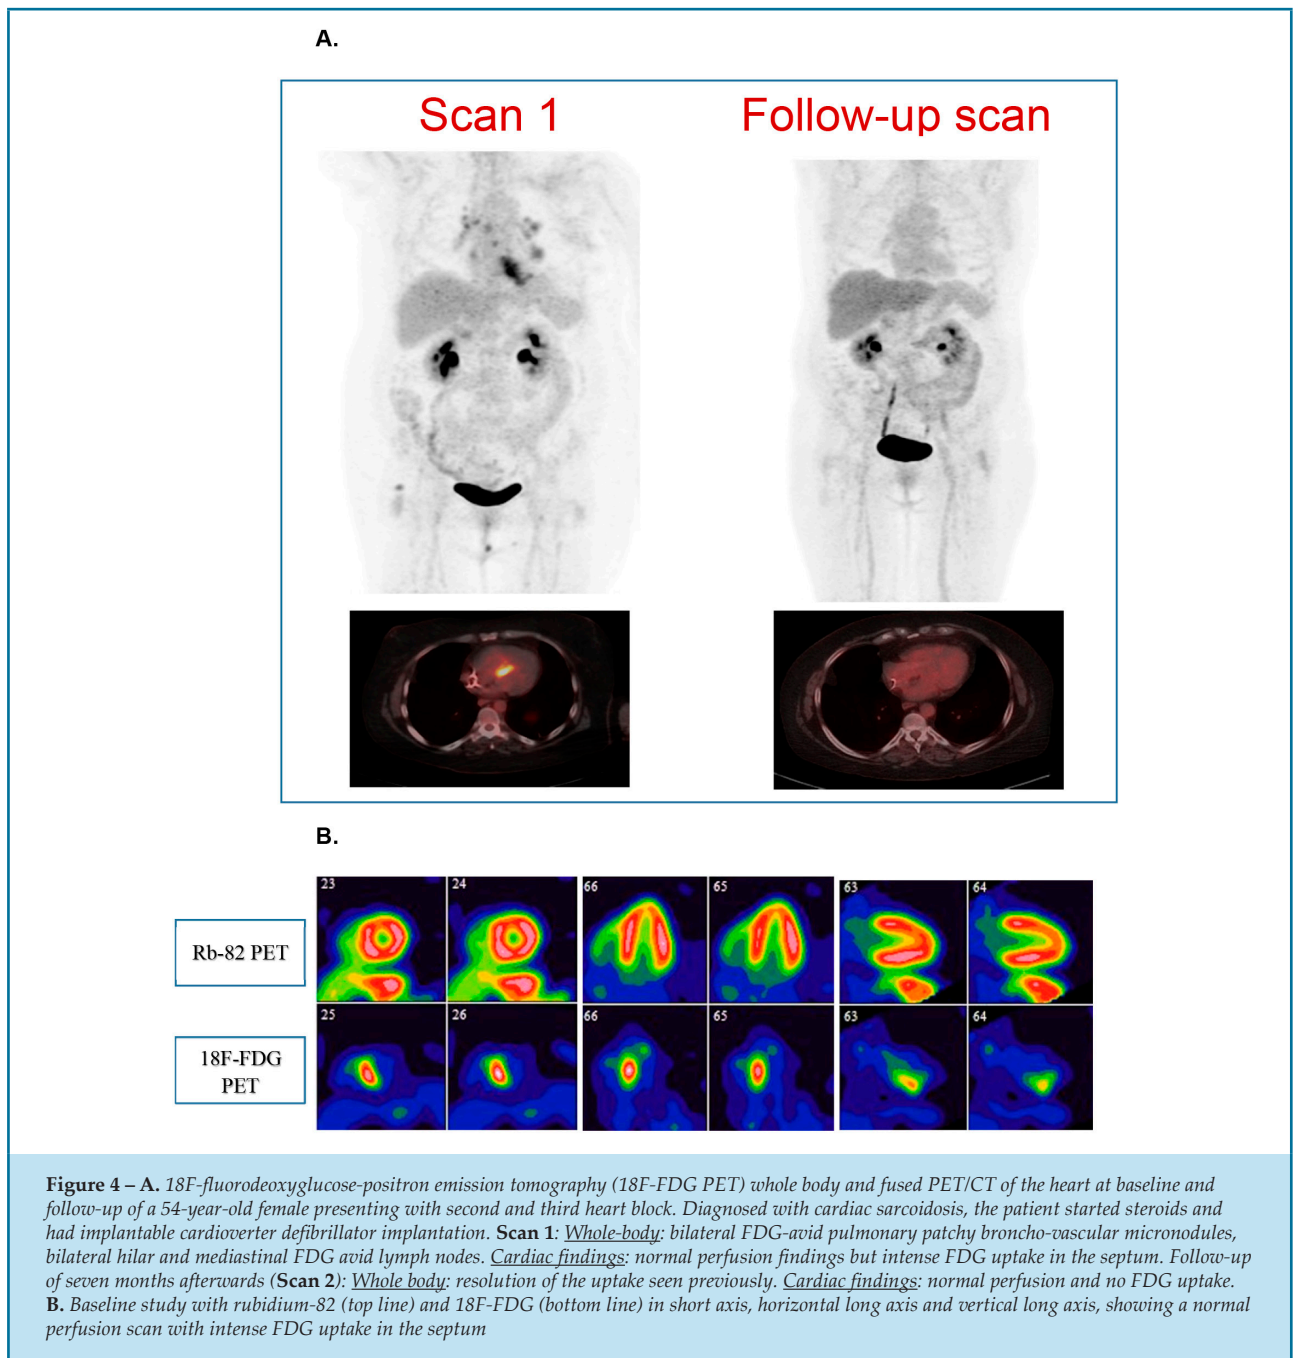 A.
Scan 1
Follow-up scan
B.
23
24
66
65
63
64
Rb-82 PET
25
26
66
65
63
64
18F-FDG
PET
Figure 4 – A. 18F-fluorodeoxyglucose-positron emission tomography (18F-FDG PET) whole body and fused PET/CT of the heart at baseline and
follow-up of a 54-year-old female presenting with second and third heart block. Diagnosed with cardiac sarcoidosis, the patient started steroids and
had implantable cardioverter defibrillator implantation. Scan 1: Whole-body: bilateral FDG-avid pulmonary patchy broncho-vascular micronodules,
bilateral hilar and mediastinal FDG avid lymph nodes. Cardiac findings: normal perfusion findings but intense FDG uptake in the septum. Follow-up
of seven months afterwards (Scan 2): Whole body: resolution of the uptake seen previously. Cardiac findings: normal perfusion and no FDG uptake.
B. Baseline study with rubidium-82 (top line) and 18F-FDG (bottom line) in short axis, horizontal long axis and vertical long axis, showing a normal
perfusion scan with intense FDG uptake in the septum